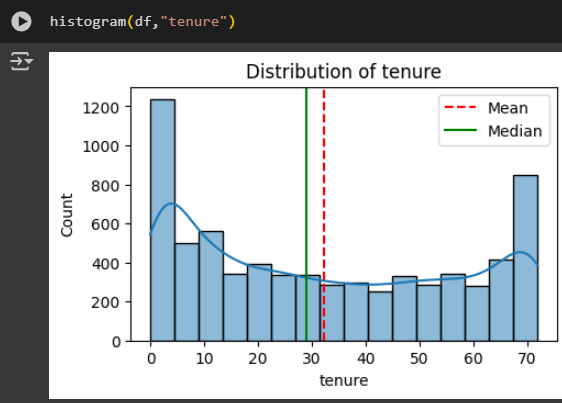 histogram(df,"tenure")
Distribution of tenure
Mean
Median
1200
1000
800
600
400
200
0
Count
0 10 20 30 40 50 60 70
tenure